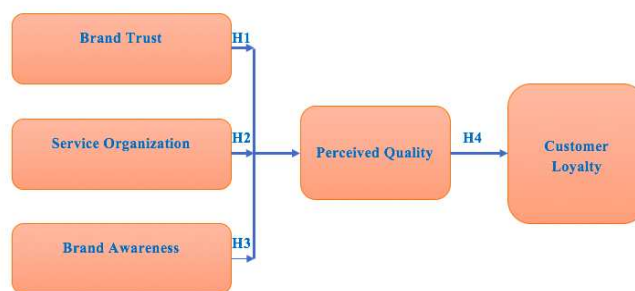 Brand Trust
H1
Service Organization
H2
Perceived Quality
H4
Customer
Loyalty
Brand Awareness
H3